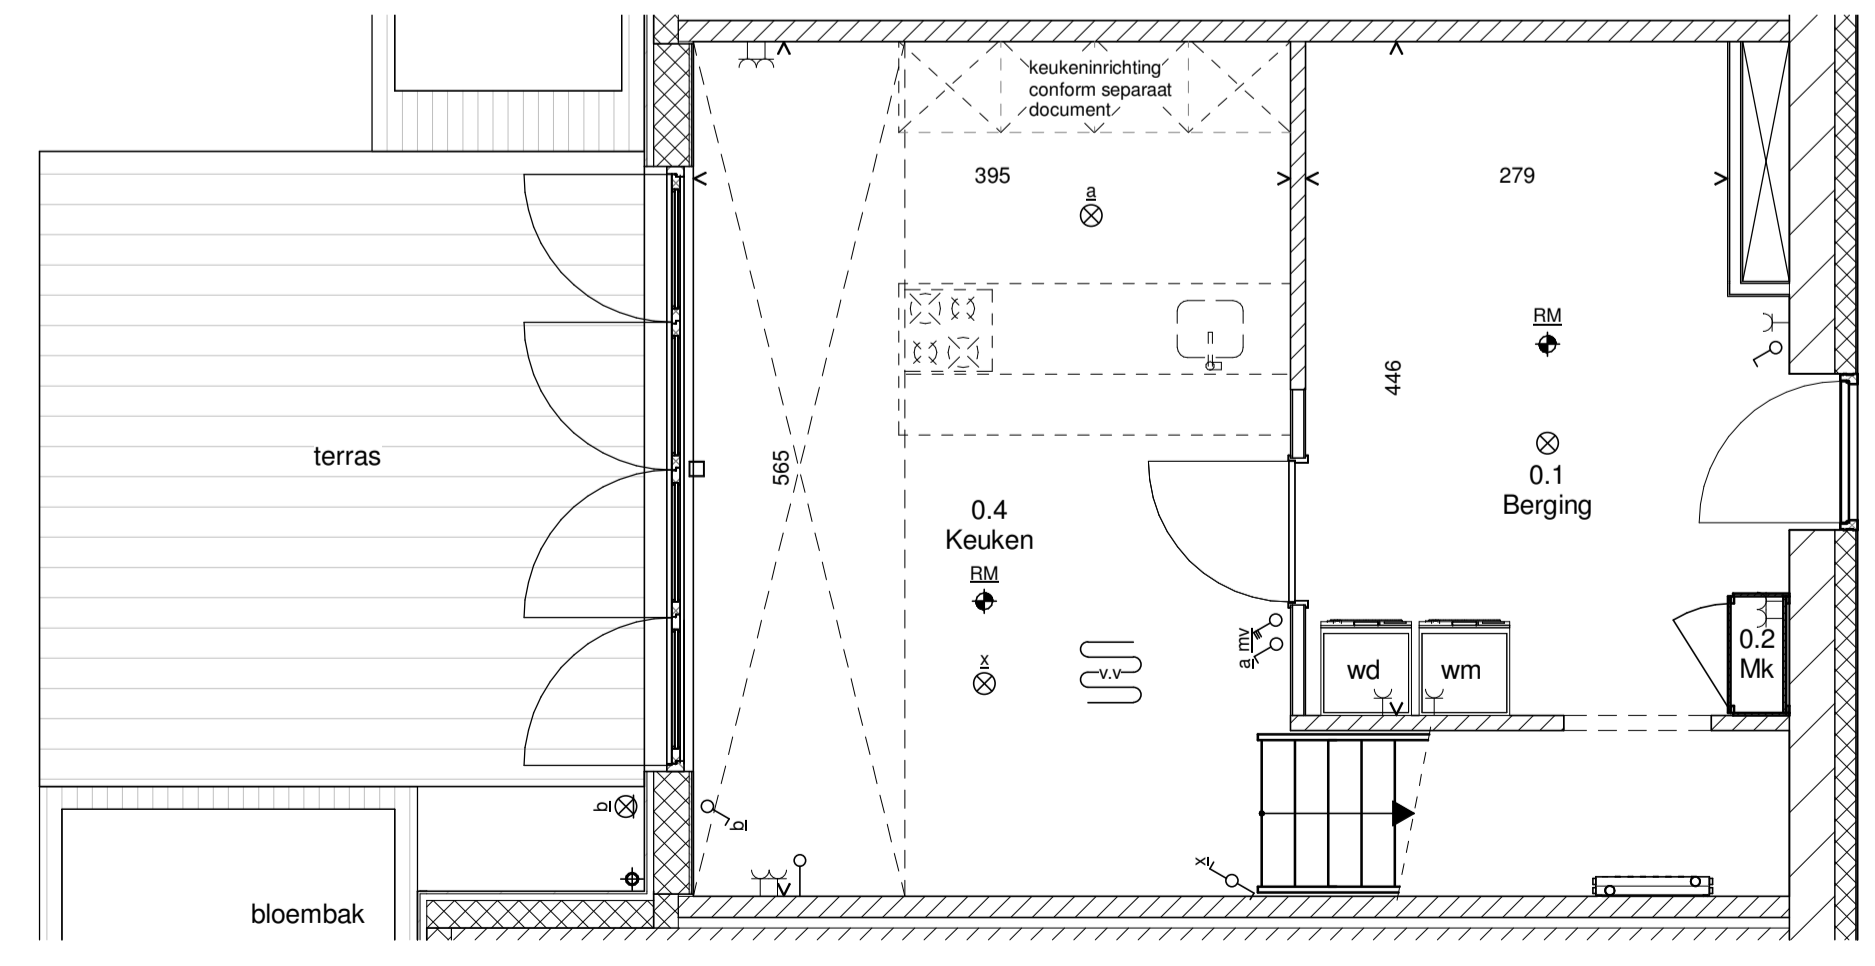 keukeninrichting
conform separaat
document
395
279
a
RM
446
terras
565
0.4
Keuken
0.1
Berging
RM
x
v.v
mv
a
wd
wm
0.2
Mk
b
b
x
bloembak